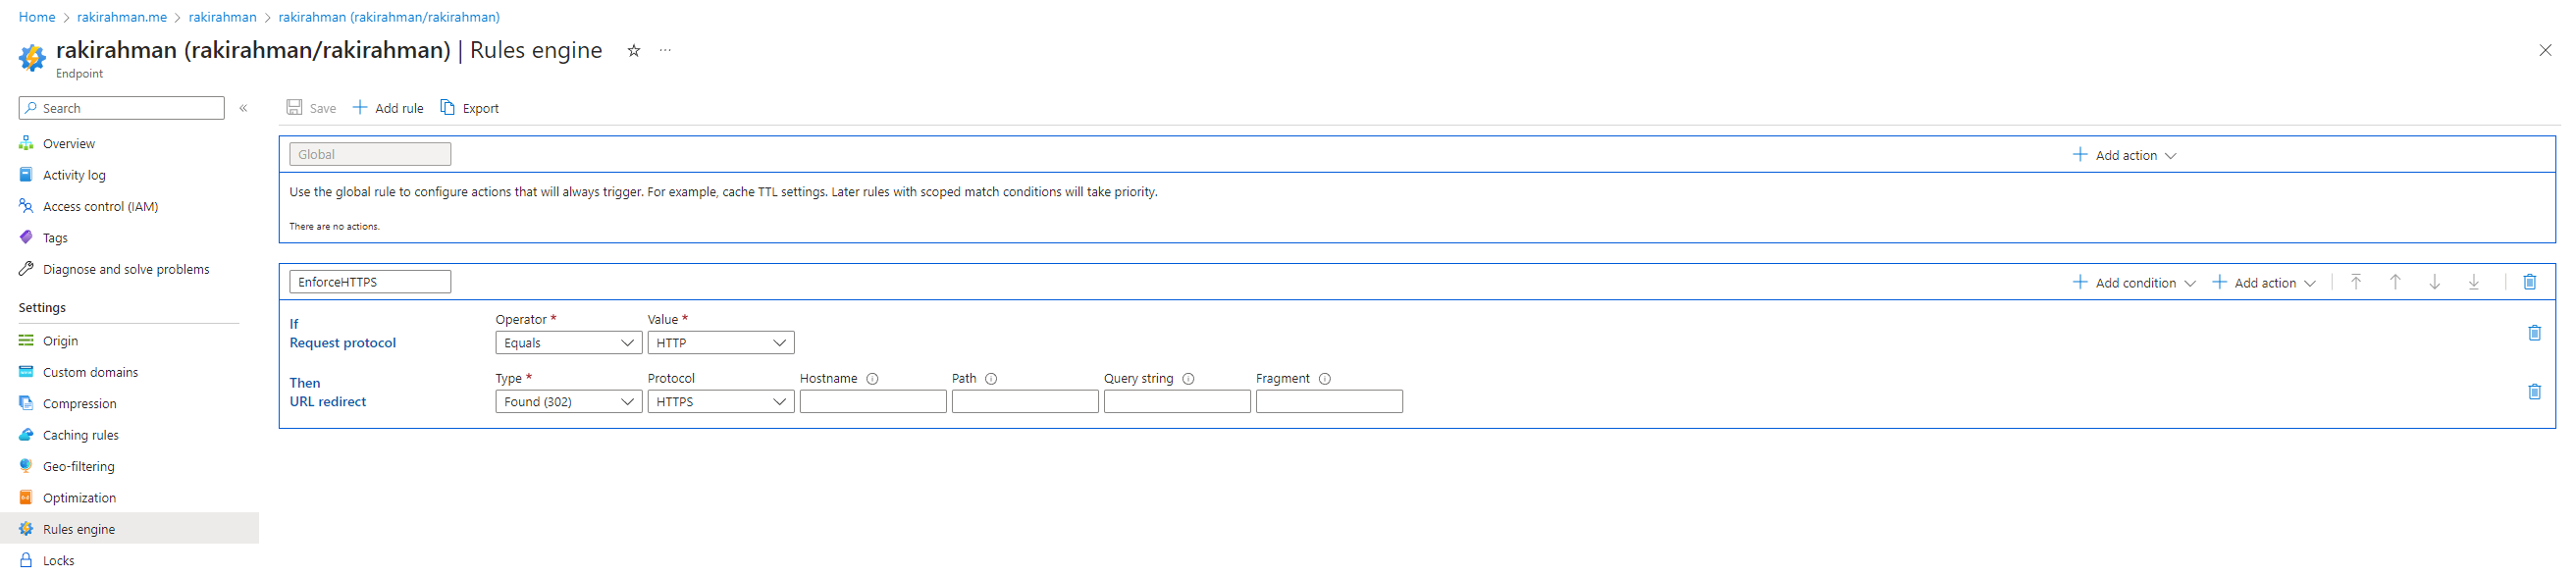 Home > rakirahman.me > rakirahman > rakirahman (rakirahman/rakirahman)
rakirahman (rakirahman/rakirahman) | Rules engine
Endpoint
Search
Overview
Activity log
Access control (IAM)
Tags
Diagnose and solve problems
Settings
Origin
Custom domains
Compression
Caching rules
Geo-filtering
Optimization
Rules engine
Locks
Save Add rule Export
Global Add action
Use the global rule to configure actions that will always trigger. For example, cache TTL settings. Later rules with scoped match conditions will take priority.
There are no actions.
EnforceHTTPS Add condition Add action
If Operator * Value *
Request protocol Equals HTTP
Then Type * Protocol Hostname Path Query string Fragment
URL redirect Found (302) HTTPS